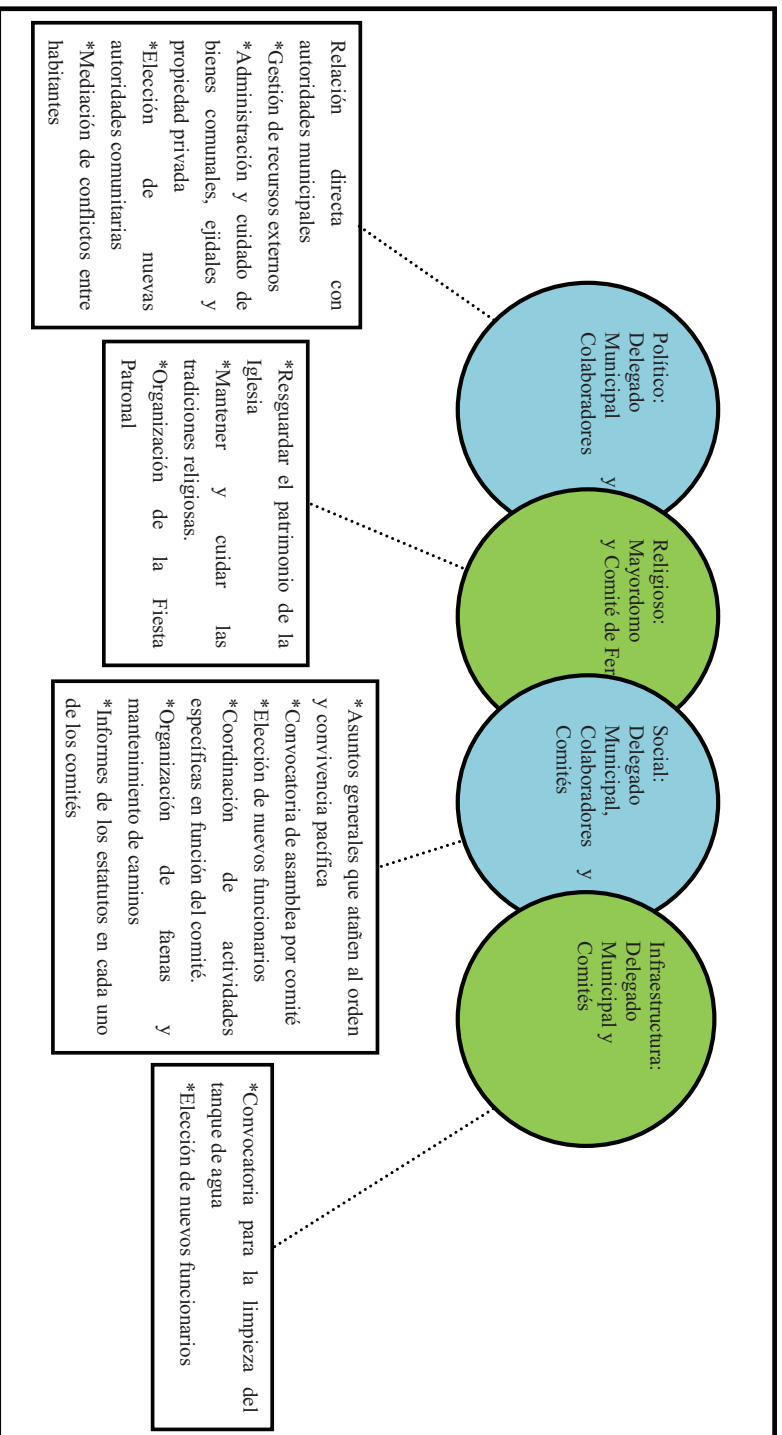 Político:
Delegado
Municipal y
Colaboradores
Religioso:
Mayordomo
y Comité de Fer
Social:
Delegado
Municipal,
Colaboradores y
Comités
Infraestructura:
Delegado
Municipal y
Comités
Relación directa con
autoridades municipales
*Gestión de recursos externos
*Administración y cuidado de
bienes comunales, ejidales y
propiedad privada
*Elección de nuevas
autoridades comunitarias
*Mediación de conflictos entre
habitantes
*Resguardar el patrimonio de la
Iglesia
*Mantener y cuidar las
tradiciones religiosas.
*Organización de la Fiesta
Patronal
*Asuntos generales que atañen al orden
y convivencia pacífica
*Convocatoria de asamblea por comité
*Elección de nuevos funcionarios
*Coordinación de actividades
específicas en función del comité.
*Organización de faenas y
mantenimiento de caminos
*Informes de los estatutos en cada uno
de los comités
*Convocatoria para la limpieza del
tanque de agua
*Elección de nuevos funcionarios